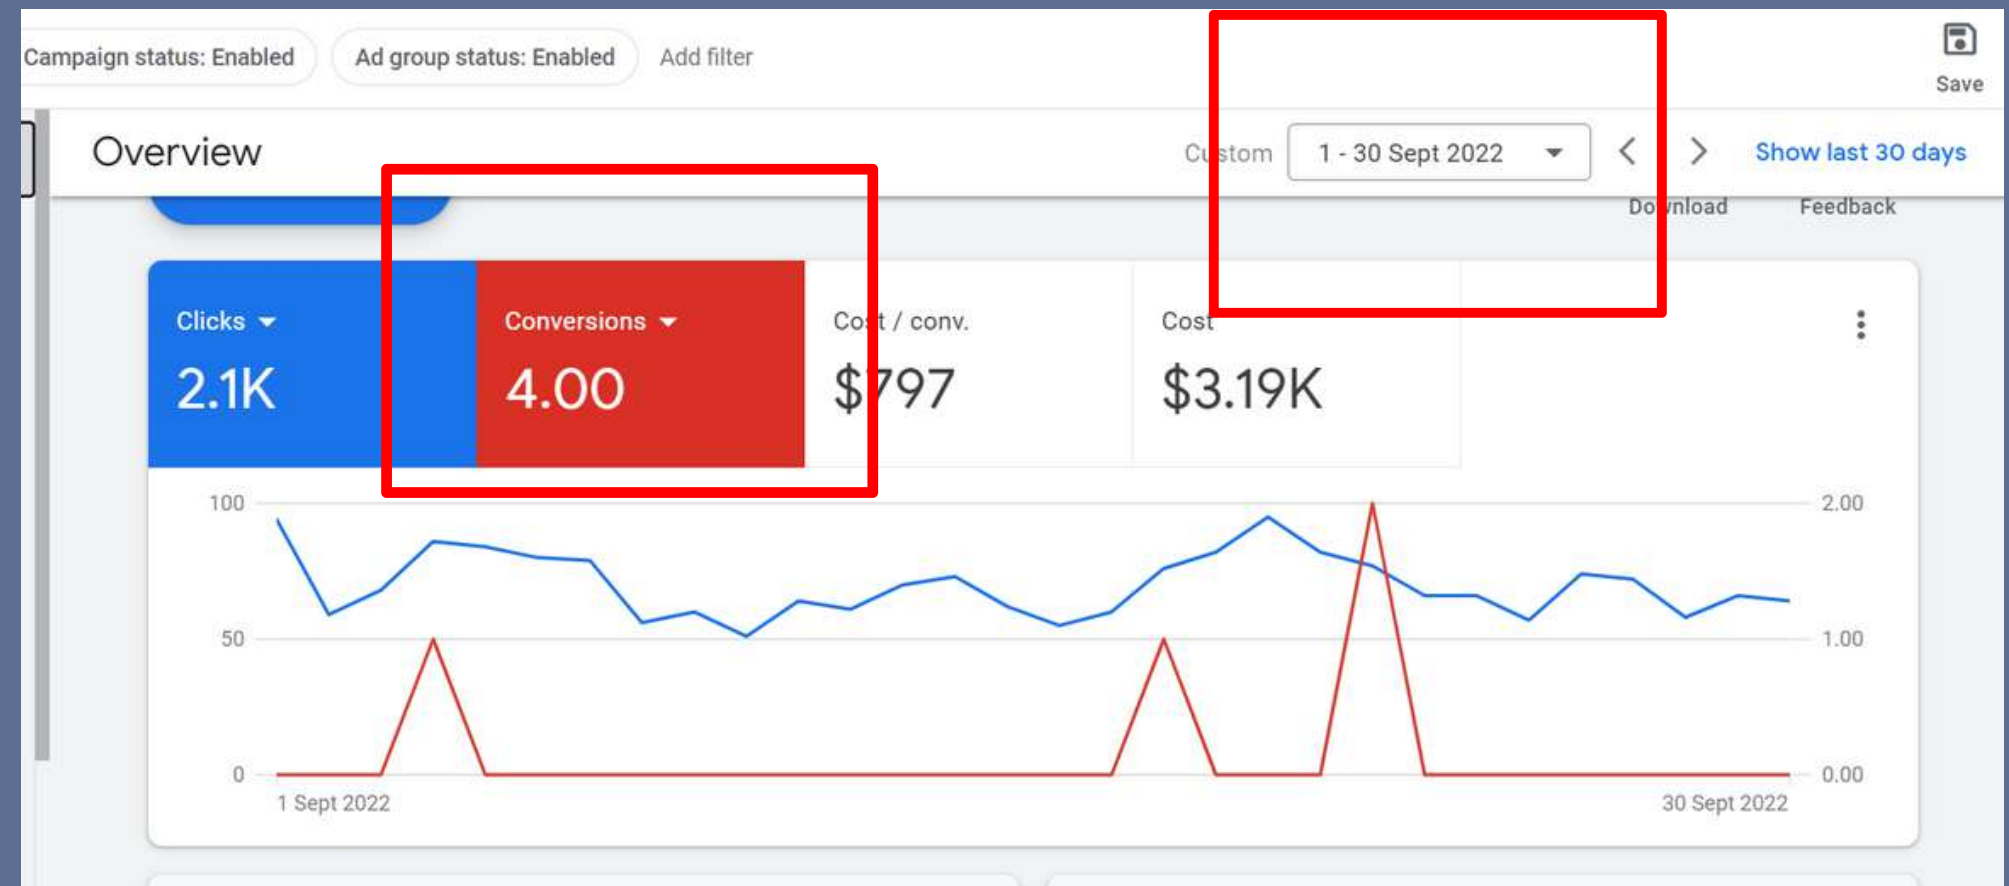 Campaign status: Enabled
Ad group status: Enabled
Add filter
Save
Overview
Custom
1 - 30 Sept 2022
Show last 30 days
Download
Feedback
Clicks
2.1K
Conversions
4.00
Cost / conv.
$797
Cost
$3.19K
100
2.00
50
1.00
0
0.00
1 Sept 2022
30 Sept 2022